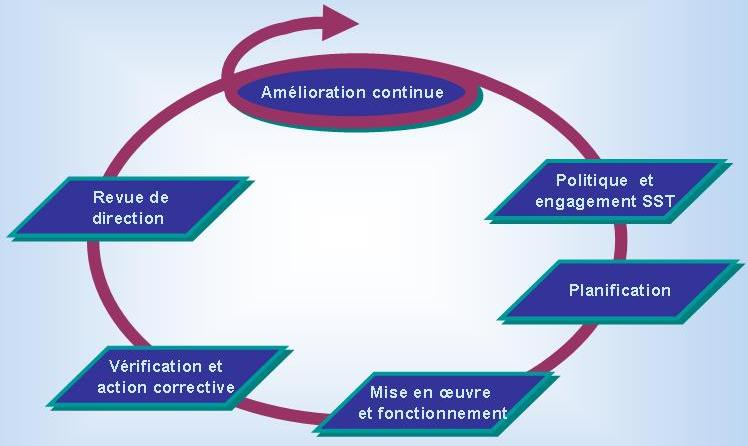 Amélioration continue
Politique et
engagement SST
Planification
Mise en œuvre
et fonctionnement
Vérification et
action corrective
Revue de
direction